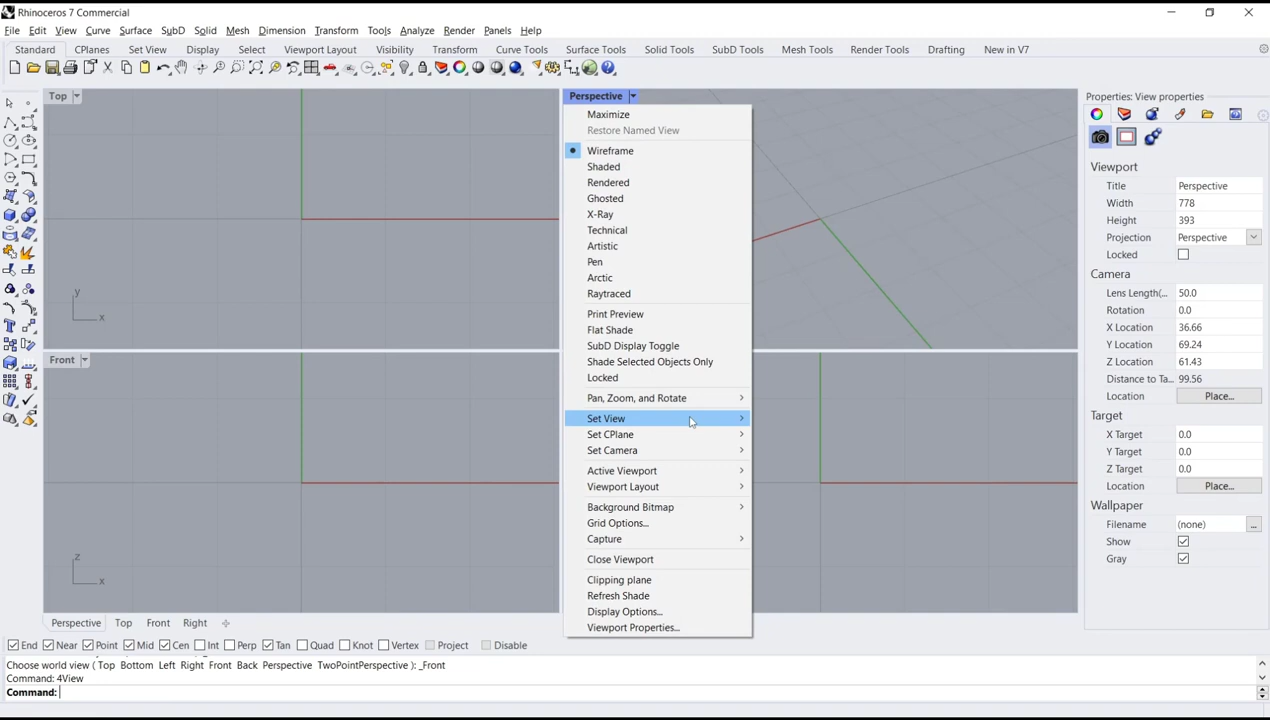 Rhinoceros 7 Commercial
File Edit View Curve Surface SubD Solid Mesh Dimension Transform Tools Analyze Render Panels Help
Standard CPlanes Set View Display Select Viewport Layout Visibility Transform Curve Tools Surface Tools Solid Tools SubD Tools Mesh Tools Render Tools Drafting New in V7
Top
Perspective
Maximize
Restore Named View
Wireframe
Shaded
Rendered
Ghosted
X-Ray
Technical
Artistic
Pen
Arctic
Raytraced
Print Preview
Flat Shade
SubD Display Toggle
Shade Selected Objects Only
Locked
Pan, Zoom, and Rotate
Set View
Set CPlane
Set Camera
Active Viewport
Viewport Layout
Background Bitmap
Grid Options...
Capture
Close Viewport
Clipping plane
Refresh Shade
Display Options...
Viewport Properties...
y
x
Front
z
x
Properties: View properties
Viewport
Title Perspective
Width 778
Height 393
Projection Perspective
Locked
Camera
Lens Length(... 50.0
Rotation 0.0
X Location 36.66
Y Location 69.24
Z Location 61.43
Distance to Ta... 99.56
Location Place...
Target
X Target 0.0
Y Target 0.0
Z Target 0.0
Location Place...
Wallpaper
Filename (none) ...
Show
Gray
Perspective Top Front Right
End Near Point Mid Cen Int Perp Tan Quad Knot Vertex Project Disable
Choose world view ( Top Bottom Left Right Front Back Perspective TwoPointPerspective ): _Front
Command: 4View
Command: